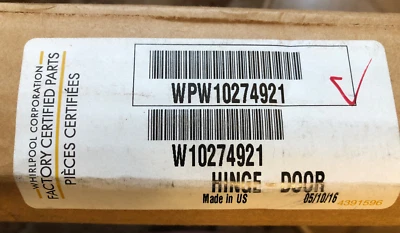 WHIRLPOOL CORPORATION
FACTORY CERTIFIED PARTS
PIÈCES CERTIFIÉES
WPW10274921
W10274921
HINGE - DOOR
Made in US 05/10/16
4391596